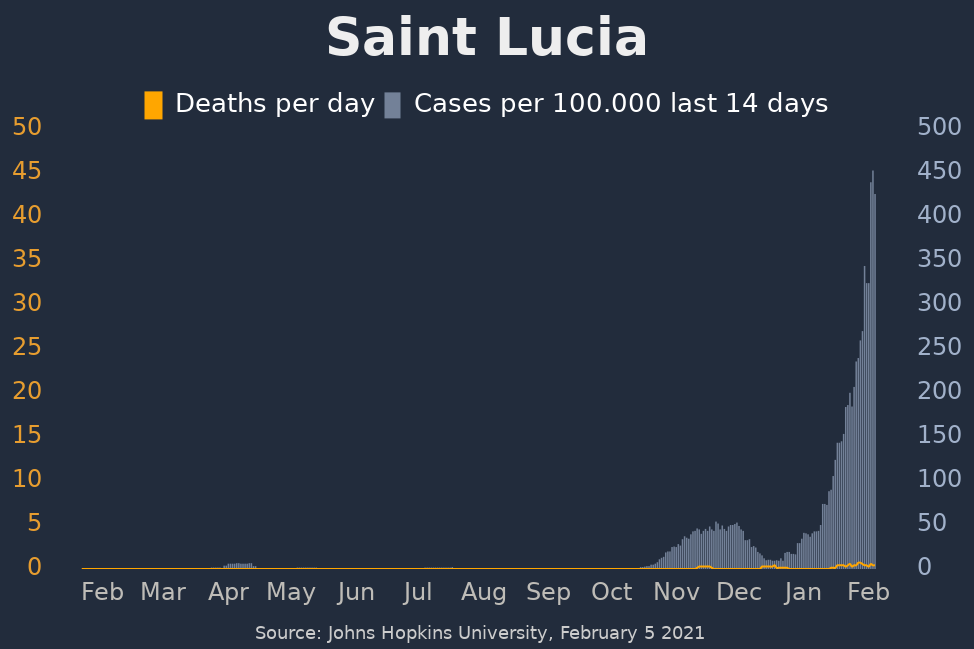 Saint Lucia
Deaths per day Cases per 100.000 last 14 days
50 500
45 450
40 400
35 350
30 300
25 250
20 200
15 150
10 100
5 50
0 0
Feb Mar Apr May Jun Jul Aug Sep Oct Nov Dec Jan Feb
Source: Johns Hopkins University, February 5 2021